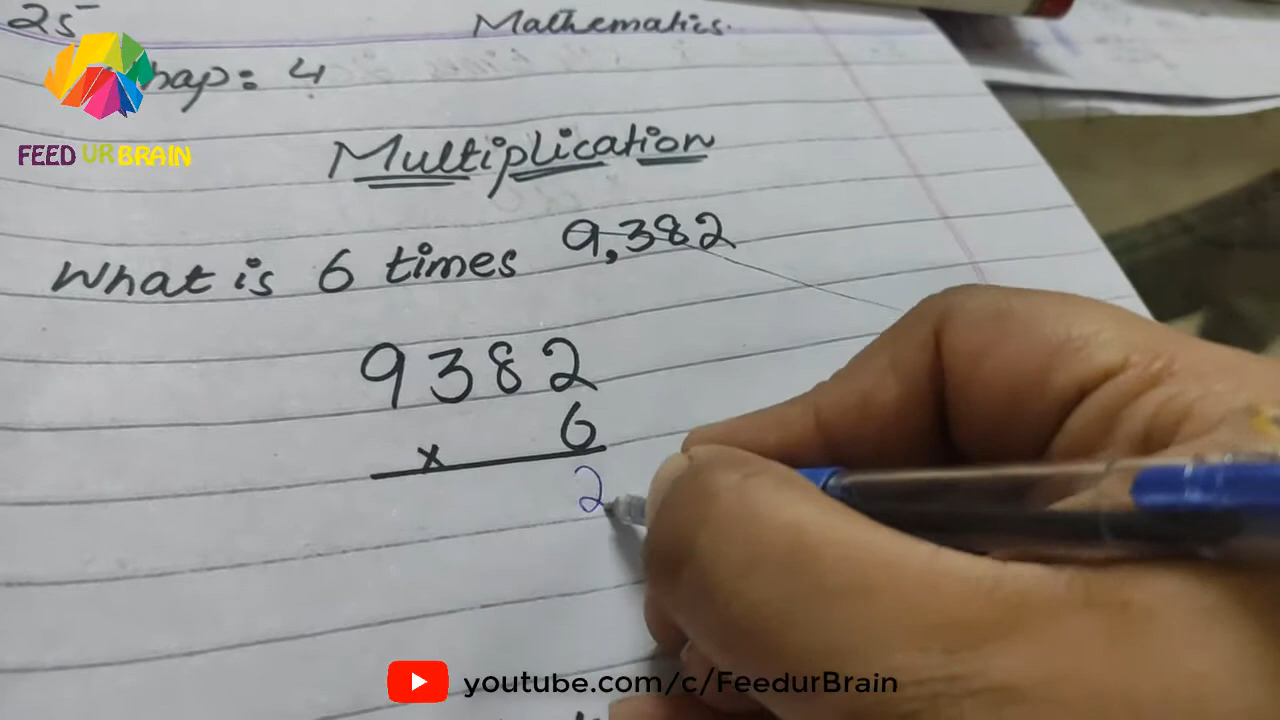 25
Mathematics.
hap: 4
FEED UR BRAIN
Multiplication
What is 6 times 9,382
9382
× 6
2
youtube.com/c/FeedurBrain